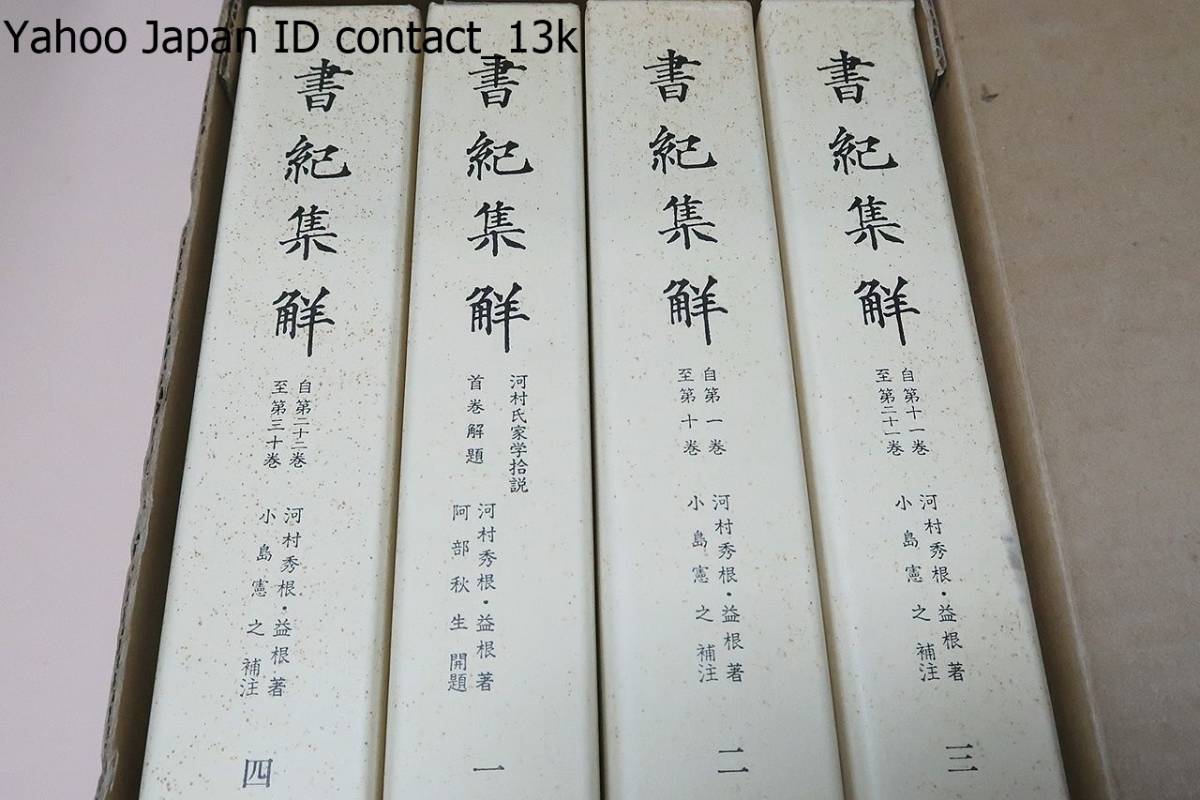 Yahoo Japan ID contact_13k
書紀集觧
自第二十二巻
至第三十巻
河村秀根・益根著
小島憲之補注
四
書紀集觧
河村氏家学拾説
首巻解題
河村秀根・益根著
阿部秋生開題
一
書紀集觧
自第一巻
至第十巻
河村秀根・益根著
小島憲之補注
二
書紀集觧
自第十一巻
至第二十一巻
河村秀根・益根著
小島憲之補注
三